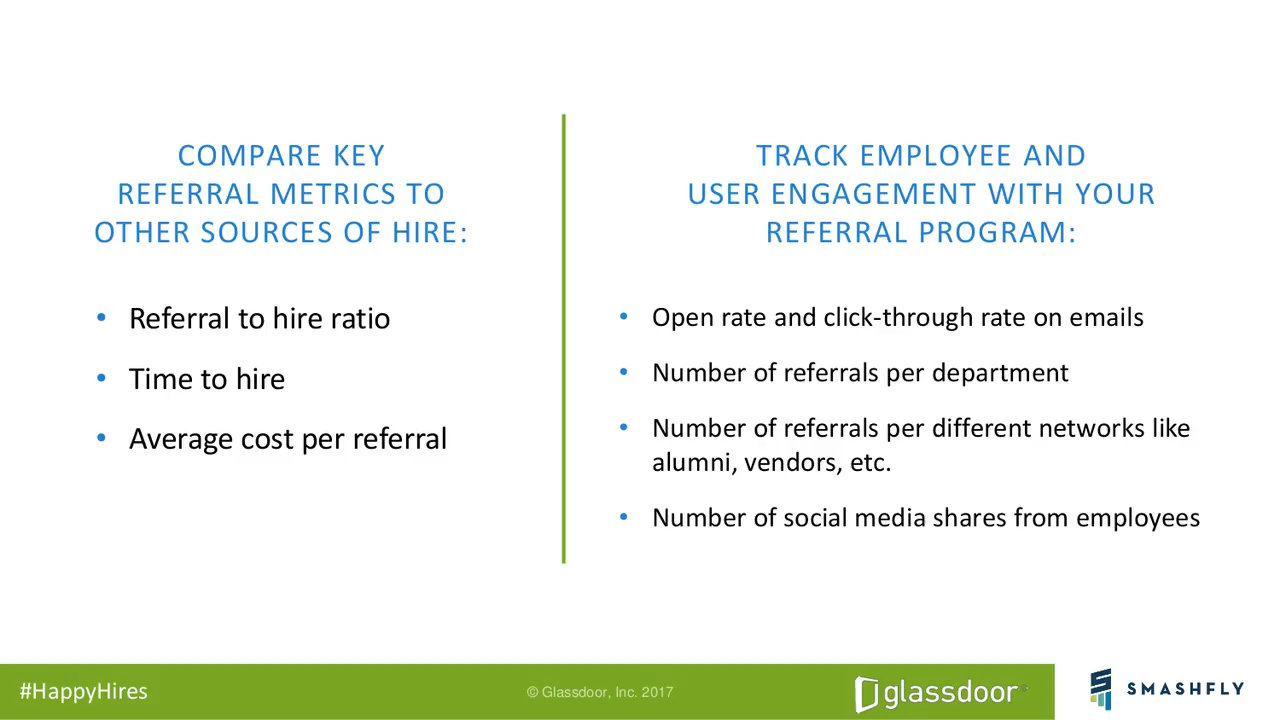 COMPARE KEY
REFERRAL METRICS TO
OTHER SOURCES OF HIRE:
• Referral to hire ratio
• Time to hire
• Average cost per referral
TRACK EMPLOYEE AND
USER ENGAGEMENT WITH YOUR
REFERRAL PROGRAM:
• Open rate and click-through rate on emails
• Number of referrals per department
• Number of referrals per different networks like
alumni, vendors, etc.
• Number of social media shares from employees
#HappyHires
© Glassdoor, Inc. 2017
glassdoor®
SMASHFLY